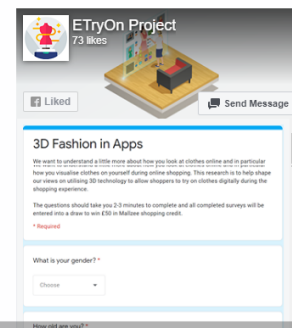 ETryOn Project
73 likes
Liked
Send Message
3D Fashion in Apps
We want to understand a little more about how you look at clothes online and in particular
how you visualise clothes on yourself during online shopping. This research is to help shape
our views on utilising 3D technology to allow shoppers to try on clothes digitally during the
shopping experience.
The questions should take you 2-3 minutes to complete and all completed surveys will be
entered into a draw to win £50 in Mallzee shopping credit.
* Required
What is your gender? *
Choose
How old are you? *